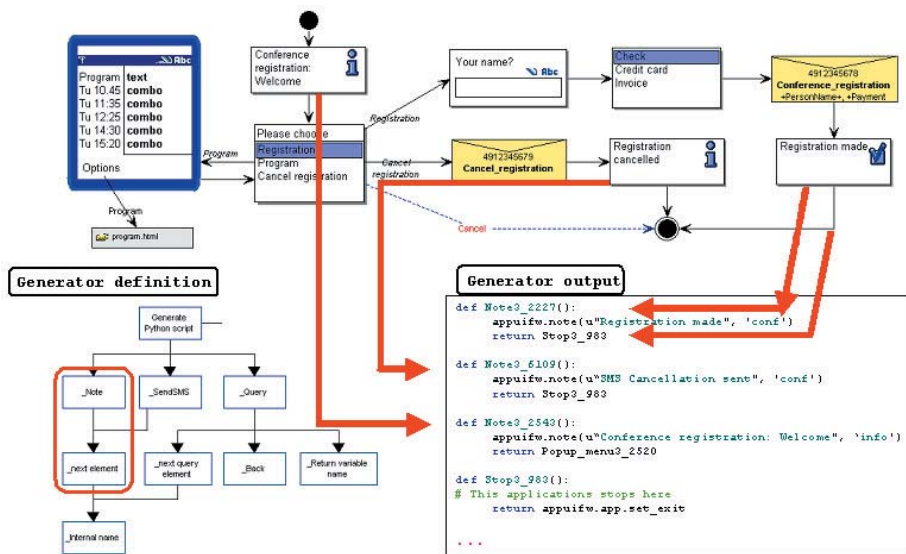 Conference
registration:
Welcome
Your name?
Abc
Check
Credit card
Invoice
4912345678
Conference_registration
+PersonName+, +Payment
Abc
Program text
Tu 10.45 combo
Tu 11:35 combo
Tu 12:25 combo
Tu 14:30 combo
Tu 15:20 combo
Options
Program
Registration
Please choose
Registration
Program
Cancel registration
Cancel
registration
4912345679
Cancel_registration
Registration
cancelled
Registration made
Program
program.html
Cancel
Generator definition
Generate
Python script
_Note
_SendSMS
_Query
_next element
_next query
element
_Back
_Return variable
name
_Internal name
Generator output
def Note3_2227():
appuifw.note(u"Registration made", 'conf')
return Stop3_983
def Note3_6109():
appuifw.note(u"SMS Cancellation sent", 'conf')
return Stop3_983
def Note3_2543():
appuifw.note(u"Conference registration: Welcome", 'info')
return Popup_menu3_2520
def Stop3_983():
# This applications stops here
return appuifw.app.set_exit
...